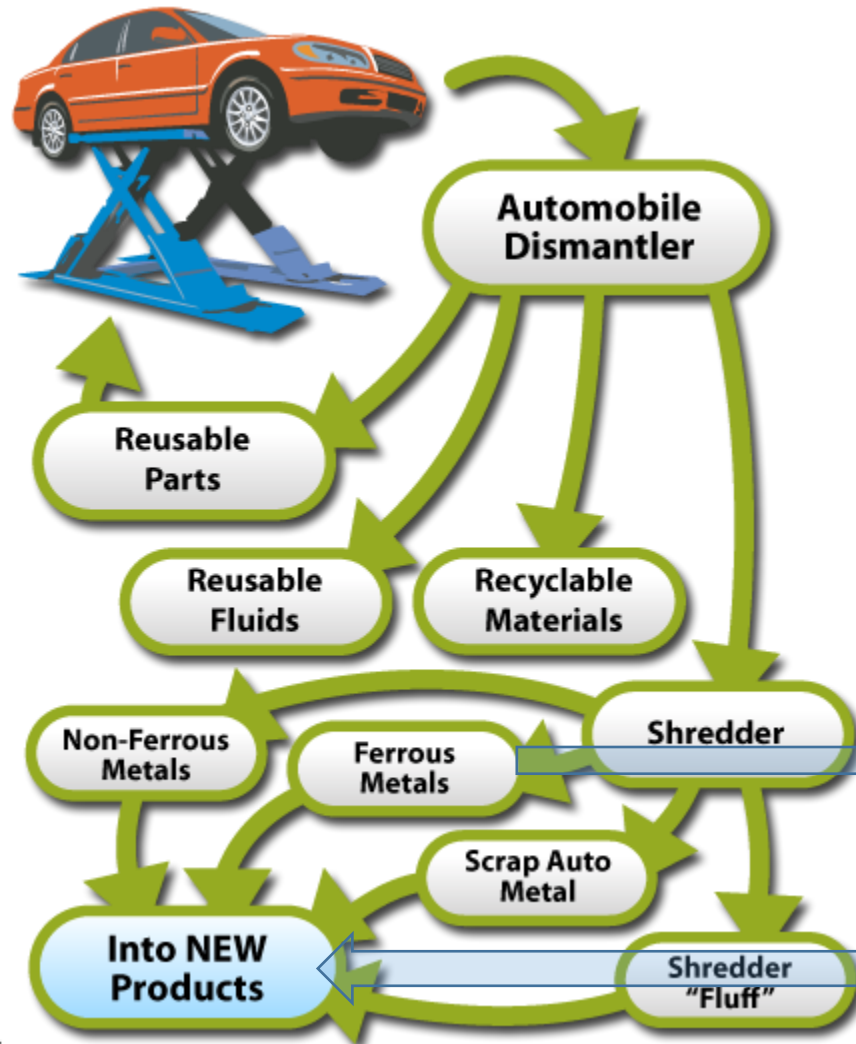 Automobile
Dismantler
Reusable
Parts
Reusable
Fluids
Recyclable
Materials
Shredder
Non-Ferrous
Metals
Ferrous
Metals
Scrap Auto
Metal
Into NEW
Products
Shredder
"Fluff"